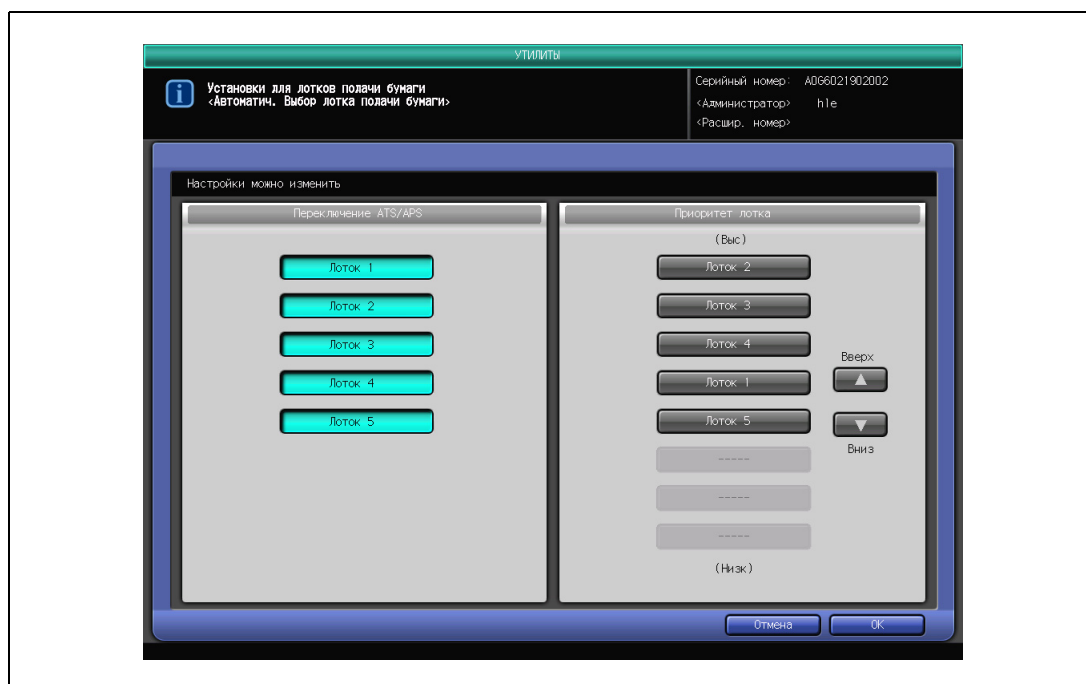 УТИЛИТЫ
Установки для лотков полачи бумаги
<Автоматич. Выбор лотка полачи бумаги>
Серийный номер: A0G6021902002
<Администратор> hle
<Расшир. номер>
Настройки можно изменить
Переключение ATS/APS
Лоток 1
Лоток 2
Лоток 3
Лоток 4
Лоток 5
Приоритет лотка
(Выс)
Лоток 2
Лоток 3
Лоток 4
Лоток 1
Лоток 5
-----
-----
-----
(Низк)
Вверх
Вниз
Отмена
OK